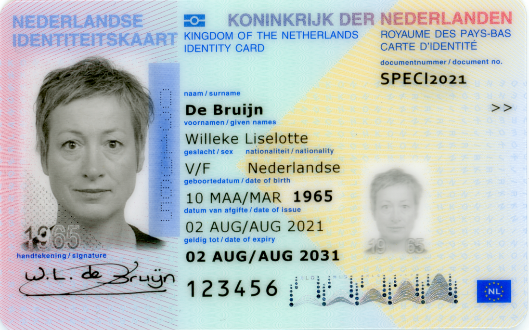 NEDERLANDSE
IDENTITEITSKAART
KONINKRIJK DER NEDERLANDEN
KINGDOM OF THE NETHERLANDS
IDENTITY CARD
ROYAUME DES PAYS-BAS
CARTE D'IDENTITÉ
documentnummer / document no.
SPECI2021
naam / surname
De Bruijn
>>
voornamen / given names
Willeke Liselotte
geslacht / sex nationaliteit / nationality
V/F Nederlandse
geboortedatum / date of birth
10 MAA/MAR 1965
datum van afgifte / date of issue
02 AUG/AUG 2021
geldig tot / date of expiry
02 AUG/AUG 2031
1965
handtekening / signature
W.L. de Bruijn
123456
NL